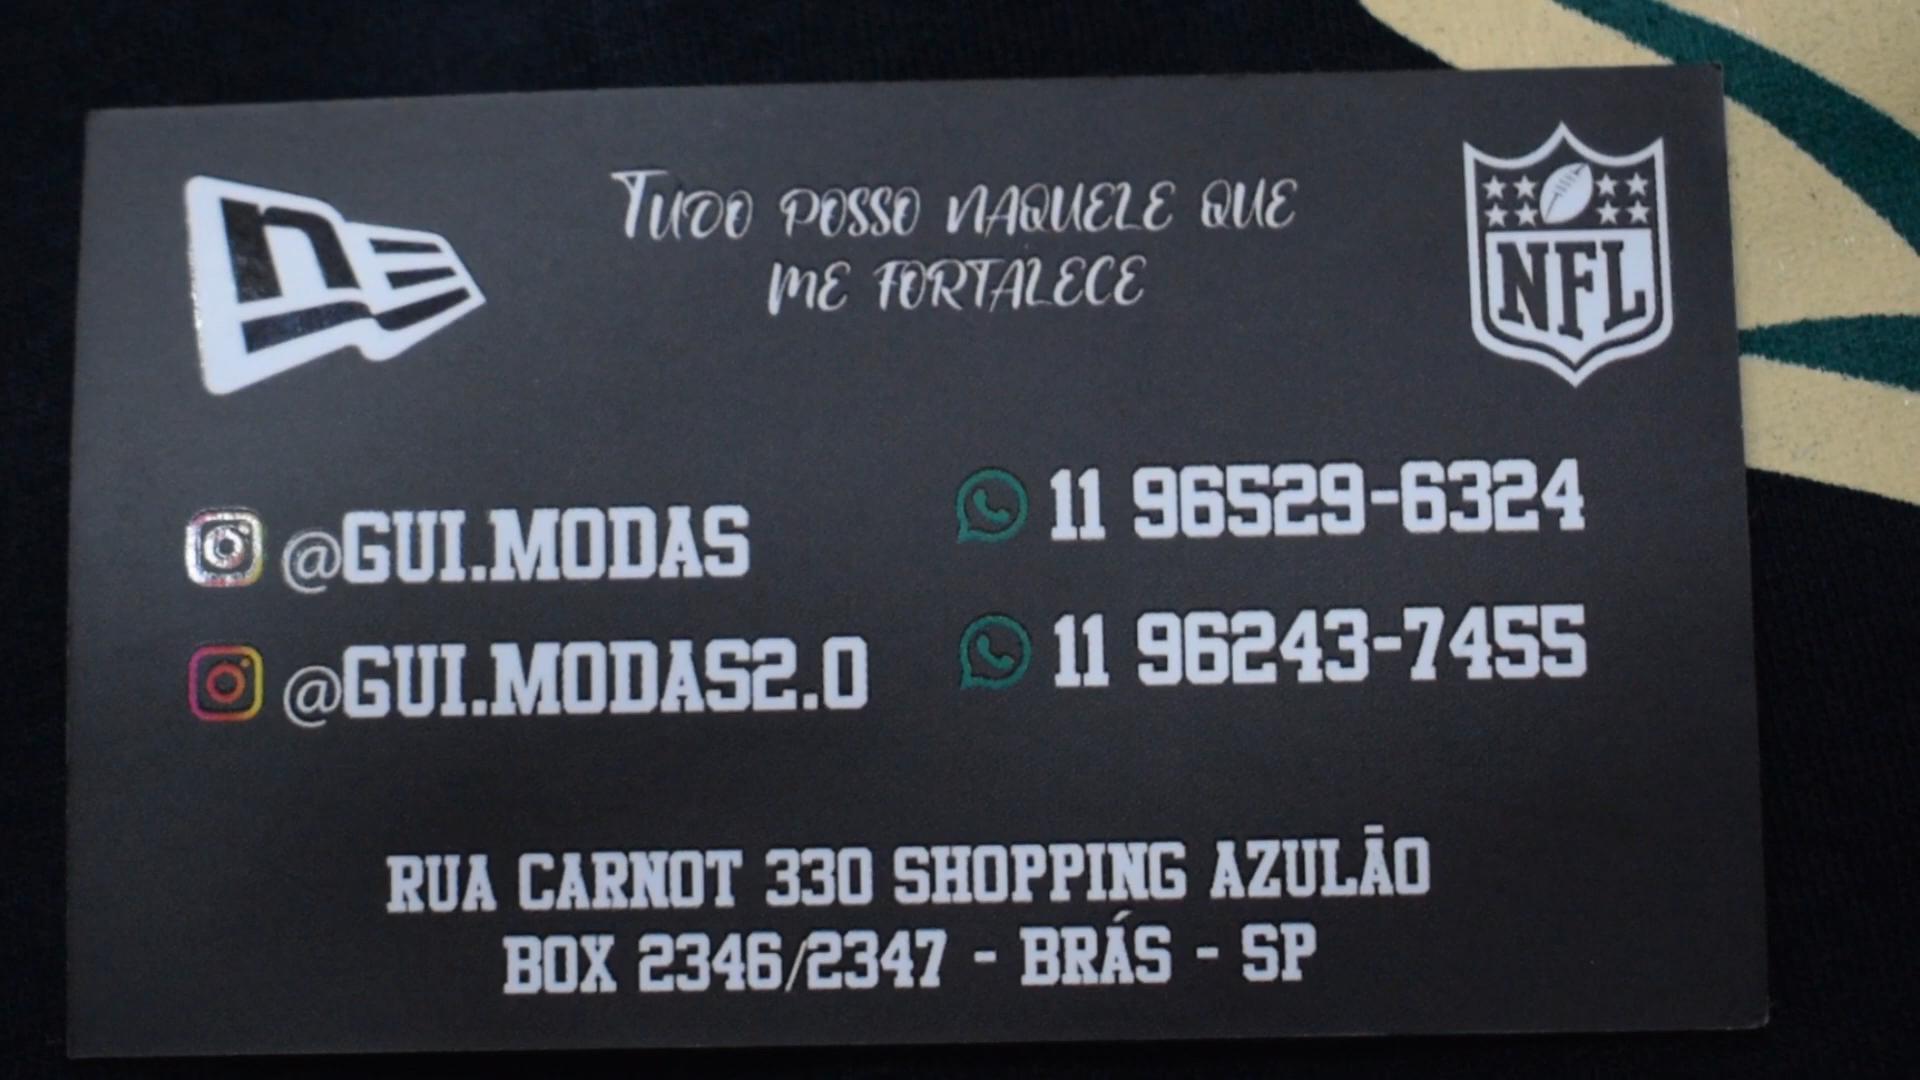 TUDO POSSO NAQUELE QUE
ME FORTALECE
NE
NFL
@GUI.MODAS
11 96529-6324
@GUI.MODAS2.0
11 96243-7455
RUA CARNOT 330 SHOPPING AZULÃO
BOX 2346/2347 - BRÁS - SP